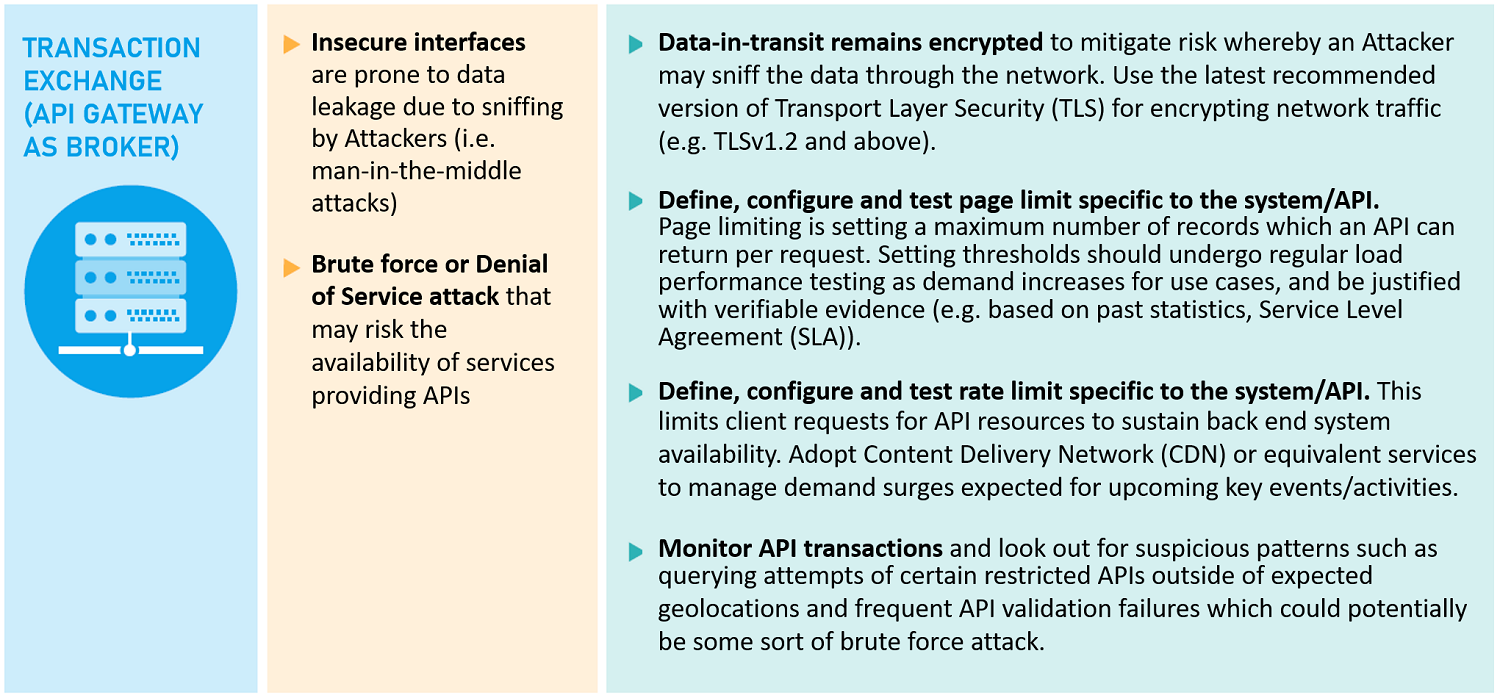 TRANSACTION
EXCHANGE
(API GATEWAY
AS BROKER)
Insecure interfaces
are prone to data
leakage due to sniffing
by Attackers (i.e.
man-in-the-middle
attacks)
Brute force or Denial
of Service attack that
may risk the
availability of services
providing APIs
Data-in-transit remains encrypted to mitigate risk whereby an Attacker
may sniff the data through the network. Use the latest recommended
version of Transport Layer Security (TLS) for encrypting network traffic
(e.g. TLSv1.2 and above).
Define, configure and test page limit specific to the system/API.
Page limiting is setting a maximum number of records which an API can
return per request. Setting thresholds should undergo regular load
performance testing as demand increases for use cases, and be justified
with verifiable evidence (e.g. based on past statistics, Service Level
Agreement (SLA)).
Define, configure and test rate limit specific to the system/API. This
limits client requests for API resources to sustain back end system
availability. Adopt Content Delivery Network (CDN) or equivalent services
to manage demand surges expected for upcoming key events/activities.
Monitor API transactions and look out for suspicious patterns such as
querying attempts of certain restricted APIs outside of expected
geolocations and frequent API validation failures which could potentially
be some sort of brute force attack.